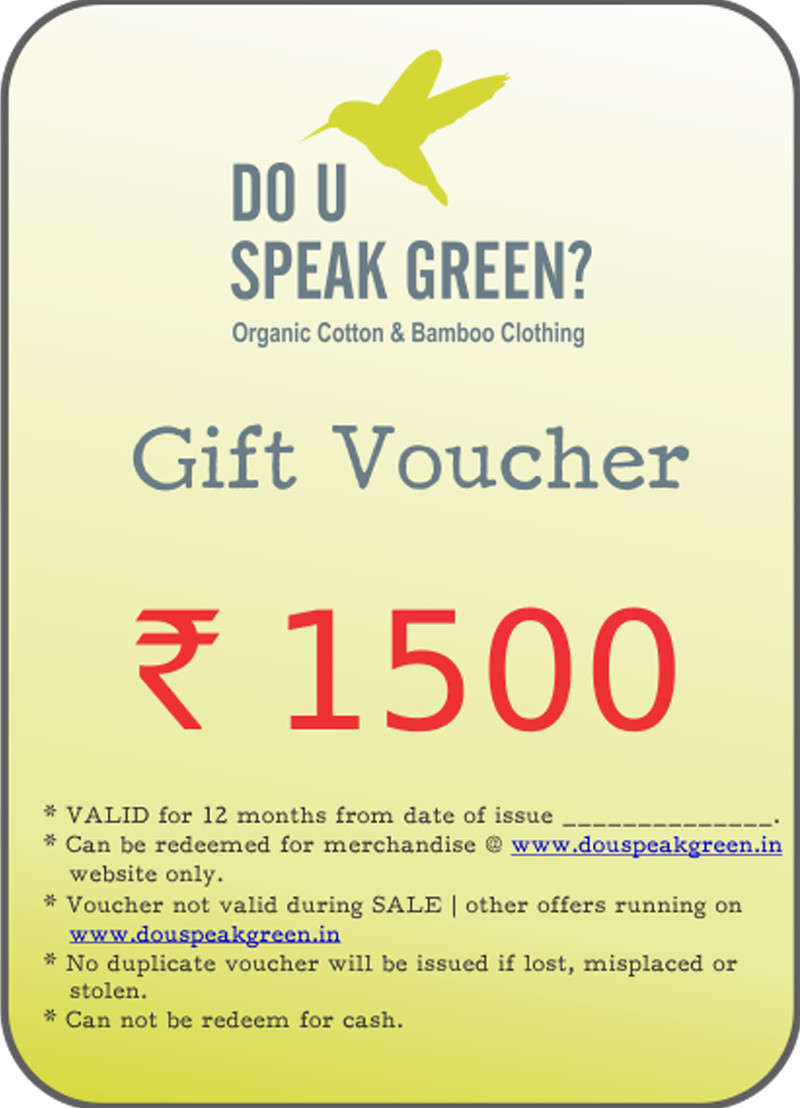 DO U
SPEAK GREEN?
Organic Cotton & Bamboo Clothing
Gift Voucher
₹ 1500
* VALID for 12 months from date of issue ______________.
* Can be redeemed for merchandise @ www.douspeakgreen.in
website only.
* Voucher not valid during SALE | other offers running on
www.douspeakgreen.in
* No duplicate voucher will be issued if lost, misplaced or
stolen.
* Can not be redeem for cash.